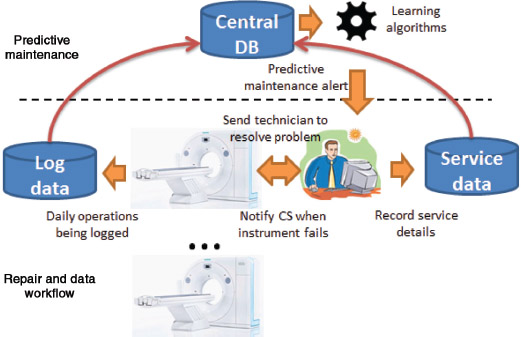 Central
DB
Learning
algorithms
Predictive
maintenance
Predictive
maintenance alert
Send technician to
resolve problem
Log
data
Service
data
Daily operations
being logged
Notify CS when
instrument fails
Record service
details
Repair and data
workflow